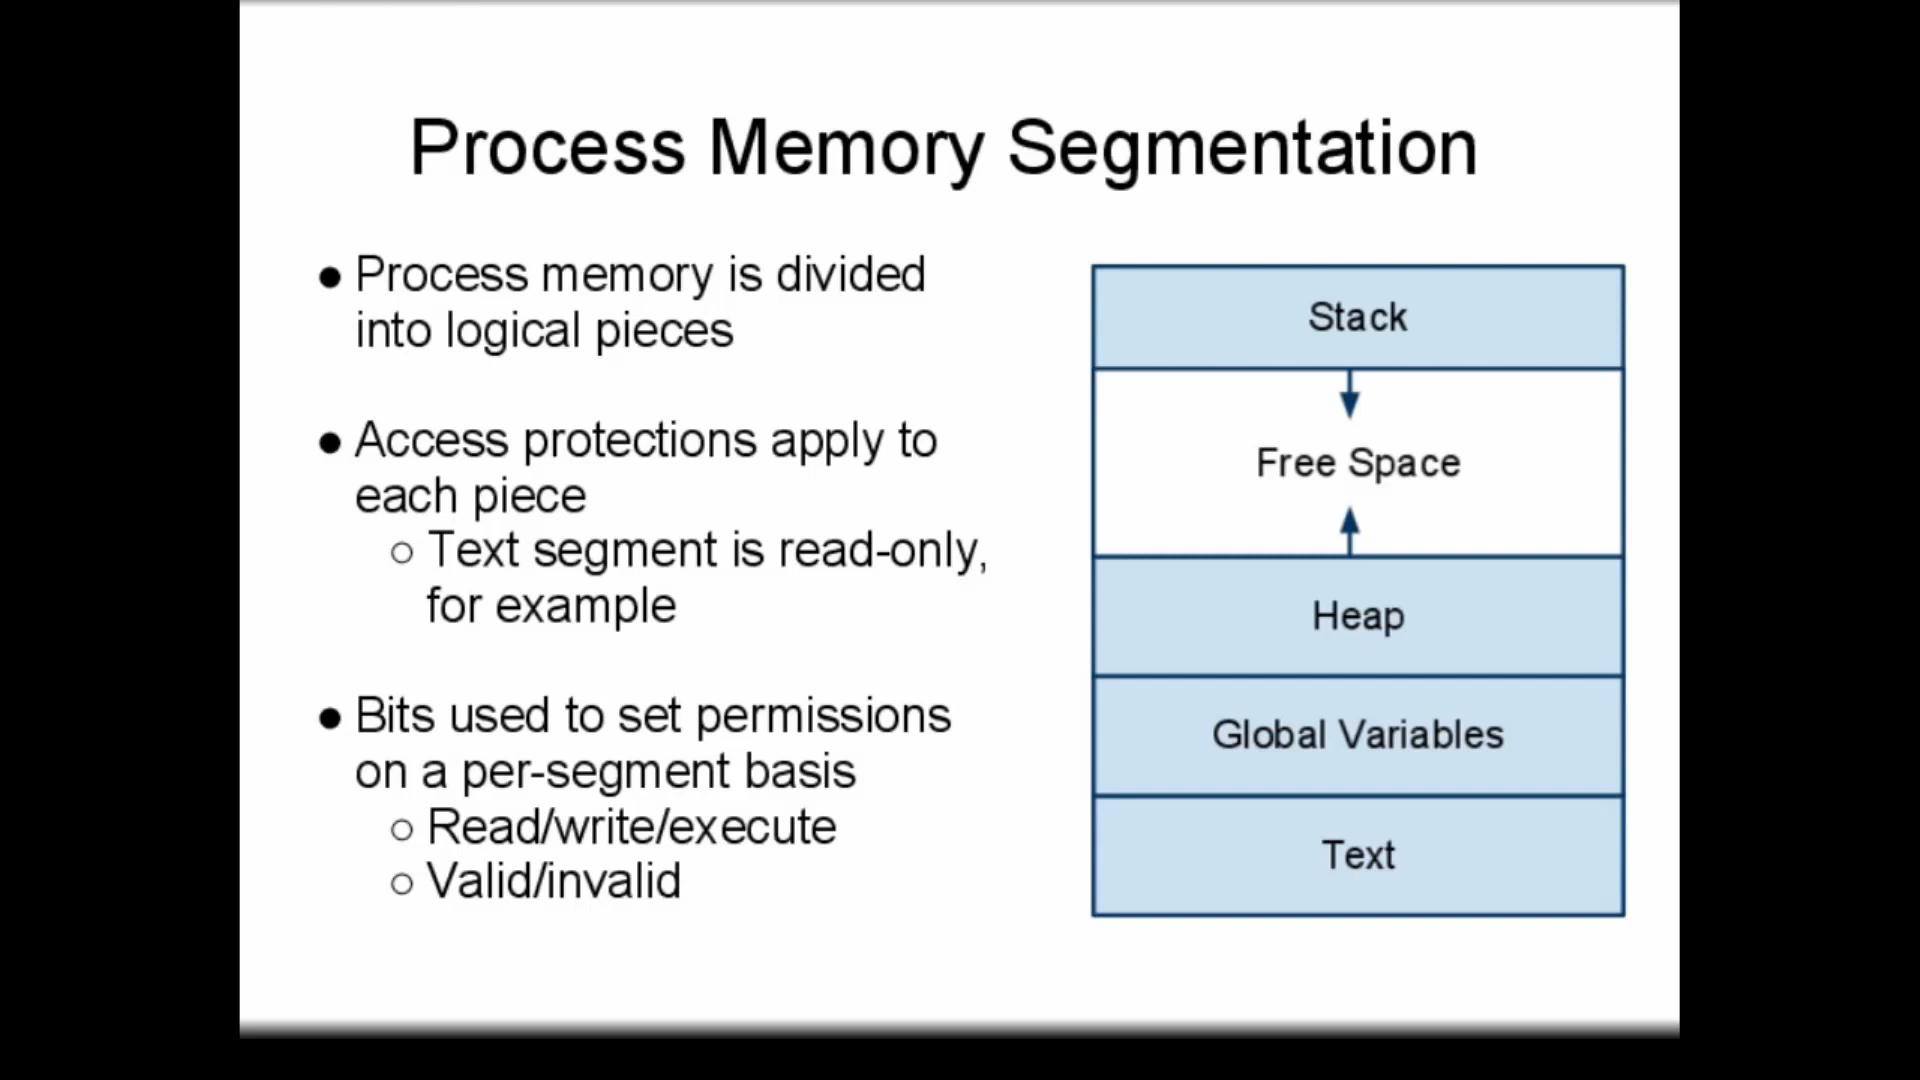 Process Memory Segmentation
● Process memory is divided
into logical pieces
● Access protections apply to
each piece
○ Text segment is read-only,
for example
● Bits used to set permissions
on a per-segment basis
○ Read/write/execute
○ Valid/invalid
Stack
Free Space
Heap
Global Variables
Text